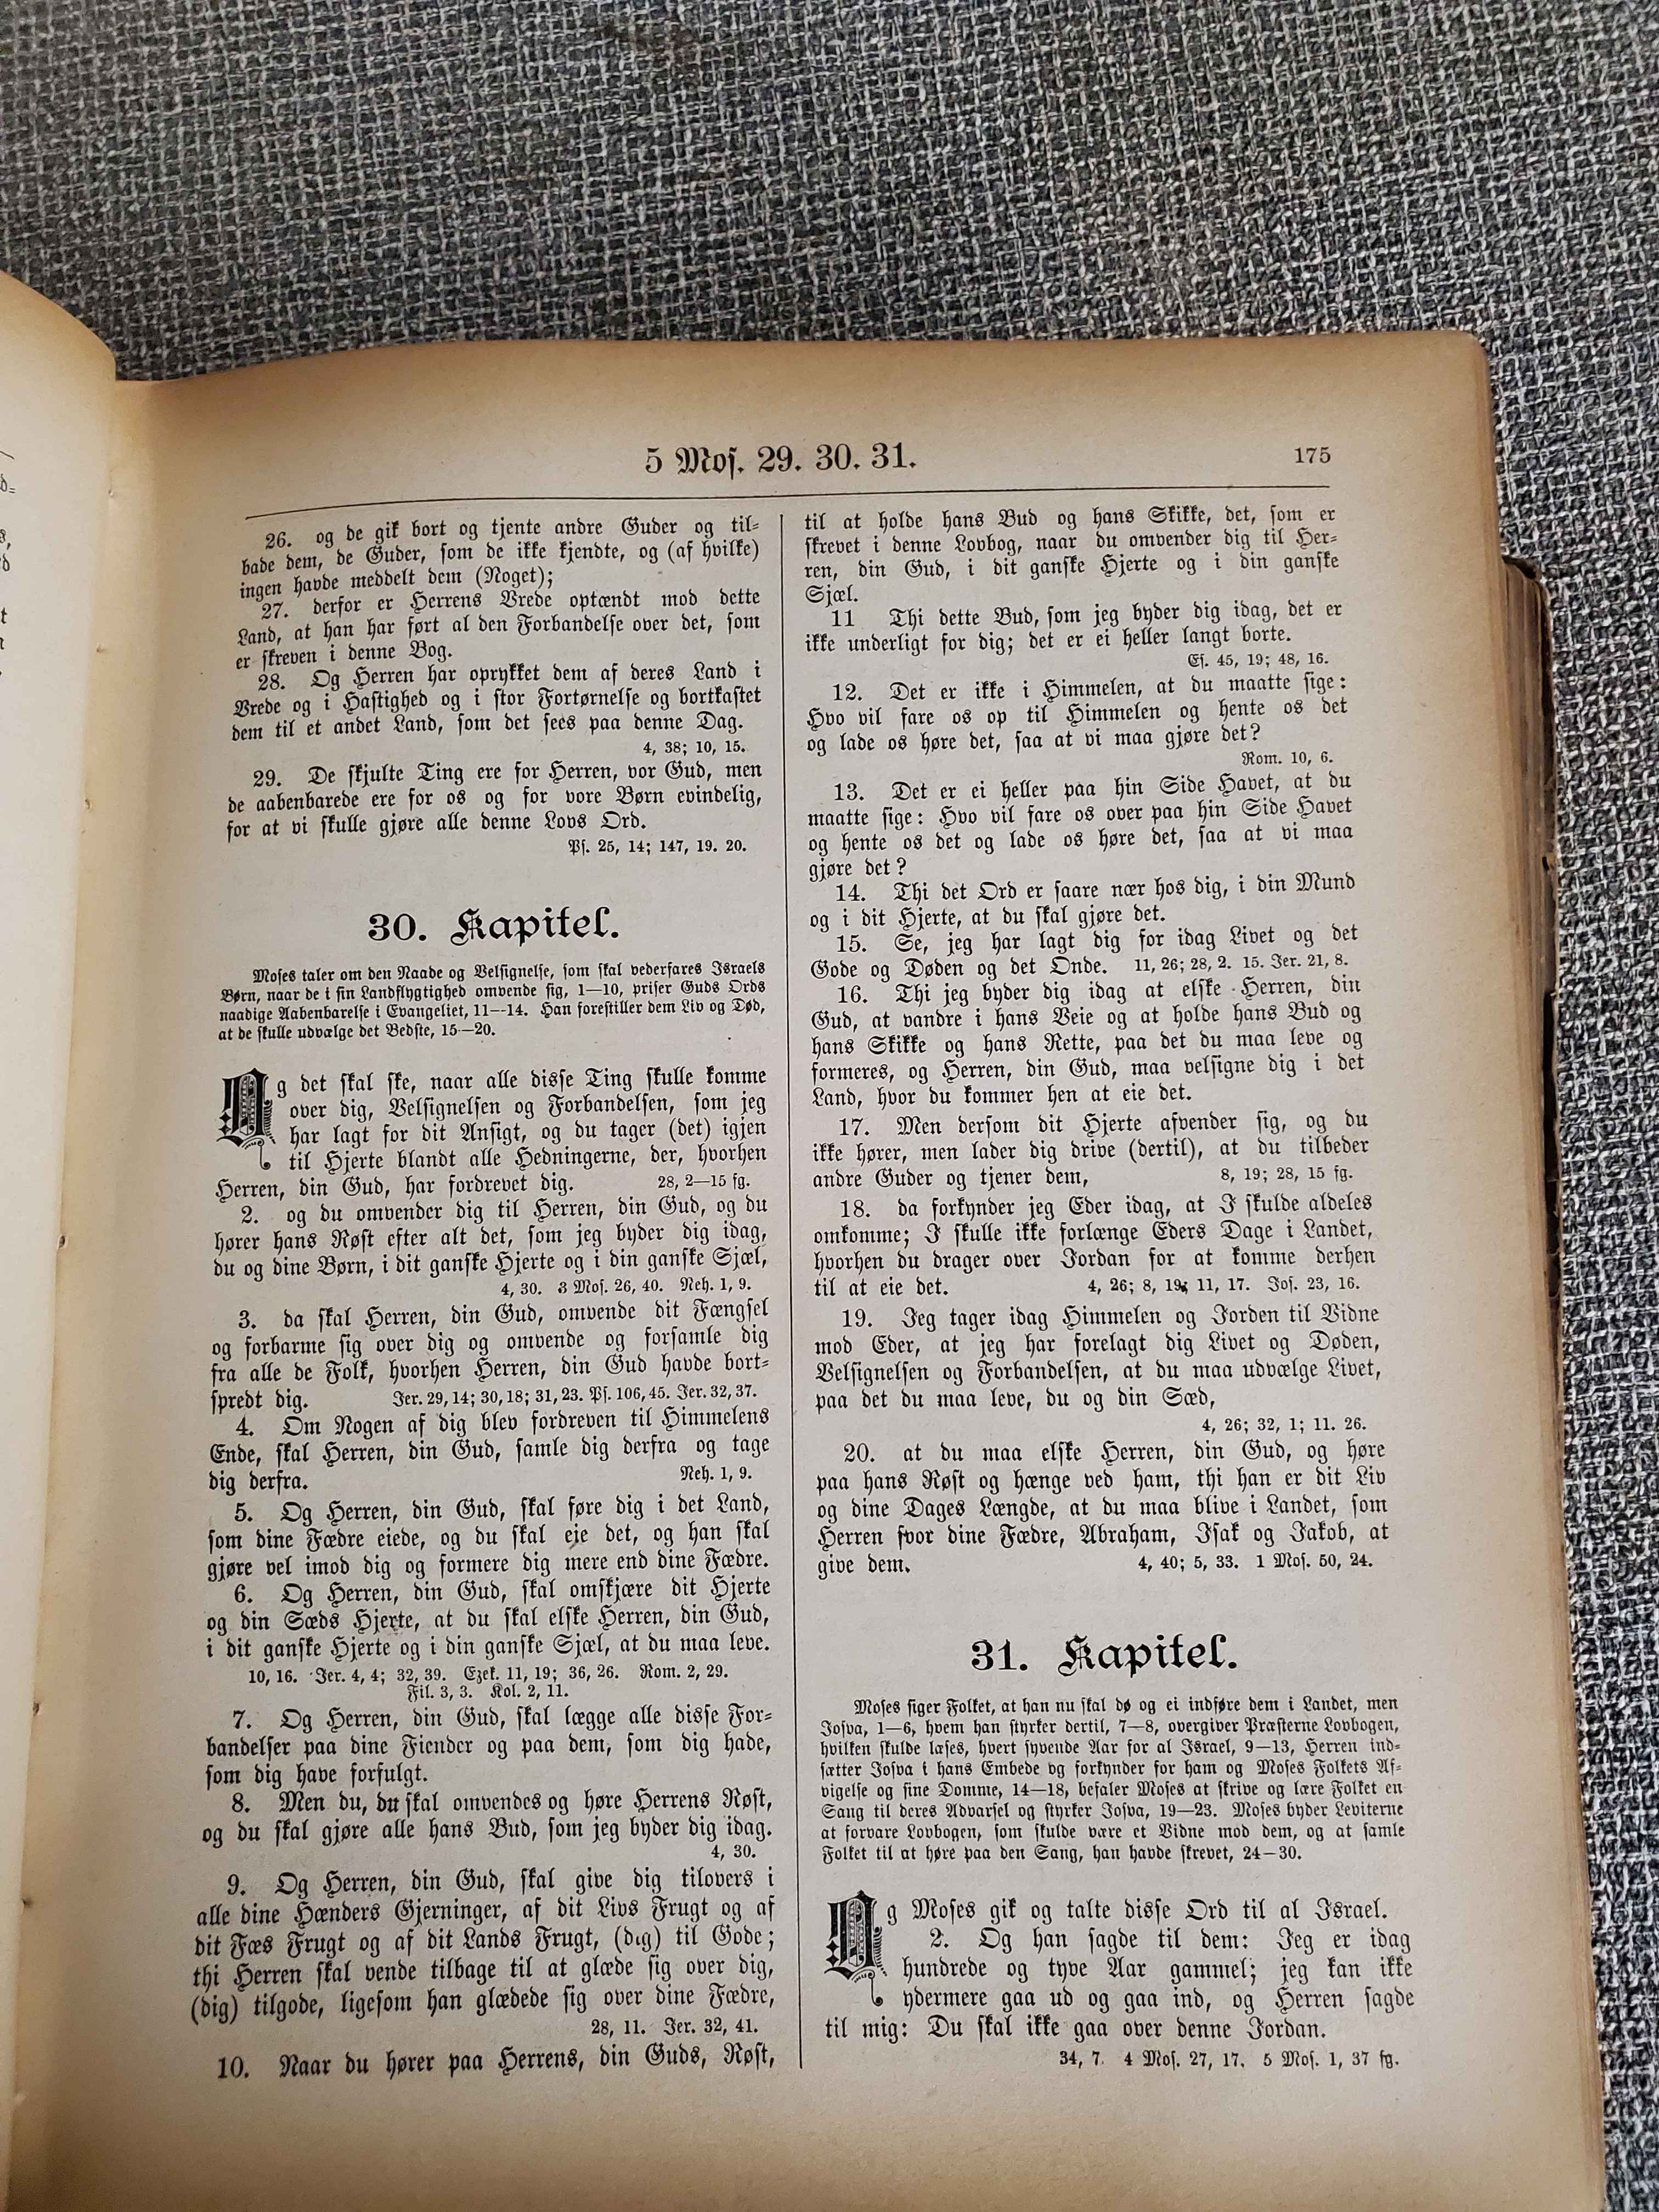 5 Mos. 29. 30. 31.
175
26. og de gik bort og tjente andre Guder og til=
bade dem, de Guder, som de ikke kjendte, og (af hvilke)
ingen havde meddelt dem (Noget);
27. derfor er Herrens Vrede optændt mod dette
Land, at han har ført al den Forbandelse over det, som
er skreven i denne Bog.
28. Og Herren har oprykket dem af deres Land i
Vrede og i Hastighed og i stor Fortørnelse og bortkastet
dem til et andet Land, som det sees paa denne Dag.
4, 38; 10, 15.
29. De skjulte Ting ere for Herren, vor Gud, men
de aabenbarede ere for os og for vore Børn evindelig,
for at vi skulle gjøre alle denne Lovs Ord.
Ps. 25, 14; 147, 19. 20.
30. Kapitel.
Moses taler om den Naade og Velsignelse, som skal vederfares Israels
Børn, naar de i sin Landflygtighed omvende sig, 1—10, priser Guds Ords
naadige Aabenbarelse i Evangeliet, 11—14. Han forestiller dem Liv og Død,
at de skulle udvælge det Bedste, 15—20.
Og det skal ske, naar alle disse Ting skulle komme
over dig, Velsignelsen og Forbandelsen, som jeg
har lagt for dit Ansigt, og du tager (det) igjen
til Hjerte blandt alle Hedningerne, der, hvorhen
Herren, din Gud, har fordrevet dig. 28, 2—15 fg.
2. og du omvender dig til Herren, din Gud, og du
hører hans Røst efter alt det, som jeg byder dig idag,
du og dine Børn, i dit ganske Hjerte og i din ganske Sjæl,
4, 30. 3 Mos. 26, 40. Neh. 1, 9.
3. da skal Herren, din Gud, omvende dit Fængsel
og forbarme sig over dig og omvende og forsamle dig
fra alle de Folk, hvorhen Herren, din Gud havde bort=
spredt dig. Jer. 29, 14; 30, 18; 31, 23. Ps. 106, 45. Jer. 32, 37.
4. Om Nogen af dig blev fordreven til Himmelens
Ende, skal Herren, din Gud, samle dig derfra og tage
dig derfra. Neh. 1, 9.
5. Og Herren, din Gud, skal føre dig i det Land,
som dine Fædre eiede, og du skal eje det, og han skal
gjøre vel imod dig og formere dig mere end dine Fædre.
6. Og Herren, din Gud, skal omskjære dit Hjerte
og din Sæds Hjerte, at du skal elske Herren, din Gud,
i dit ganske Hjerte og i din ganske Sjæl, at du maa leve.
10, 16. Jer. 4, 4; 32, 39. Ezek. 11, 19; 36, 26. Rom. 2, 29.
Fil. 3, 3. Kol. 2, 11.
7. Og Herren, din Gud, skal lægge alle disse For=
bandelser paa dine Fiender og paa dem, som dig hade,
som dig have forfulgt.
8. Men du, du skal omvendes og høre Herrens Røst,
og du skal gjøre alle hans Bud, som jeg byder dig idag.
4, 30.
9. Og Herren, din Gud, skal give dig tilovers i
alle dine Hænders Gjerninger, af dit Livs Frugt og af
dit Fæs Frugt og af dit Lands Frugt, (dig) til Gode;
thi Herren skal vende tilbage til at glæde sig over dig,
(dig) tilgode, ligesom han glædede sig over dine Fædre,
28, 11. Jer. 32, 41.
10. Naar du hører paa Herrens, din Guds, Røst,
til at holde hans Bud og hans Skikke, det, som er
skrevet i denne Lovbog, naar du omvender dig til Her=
ren, din Gud, i dit ganske Hjerte og i din ganske
Sjæl.
11 Thi dette Bud, som jeg byder dig idag, det er
ikke underligt for dig; det er ei heller langt borte.
Es. 45, 19; 48, 16.
12. Det er ikke i Himmelen, at du maatte sige:
Hvo vil fare os op til Himmelen og hente os det
og lade os høre det, saa at vi maa gjøre det?
Rom. 10, 6.
13. Det er ei heller paa hin Side Havet, at du
maatte sige: Hvo vil fare os over paa hin Side Havet
og hente os det og lade os høre det, saa at vi maa
gjøre det?
14. Thi det Ord er saare nær hos dig, i din Mund
og i dit Hjerte, at du skal gjøre det.
15. Se, jeg har lagt dig for idag Livet og det
Gode og Døden og det Onde. 11, 26; 28, 2. 15. Jer. 21, 8.
16. Thi jeg byder dig idag at elske Herren, din
Gud, at vandre i hans Veie og at holde hans Bud og
hans Skikke og hans Rette, paa det du maa leve og
formeres, og Herren, din Gud, maa velsigne dig i det
Land, hvor du kommer hen at eie det.
17. Men dersom dit Hjerte afvender sig, og du
ikke hører, men lader dig drive (dertil), at du tilbeder
andre Guder og tjener dem, 8, 19; 28, 15 fg.
18. da forkynder jeg Eder idag, at I skulde aldeles
omkomme; I skulle ikke forlænge Eders Dage i Landet,
hvorhen du drager over Jordan for at komme derhen
til at eie det. 4, 26; 8, 19; 11, 17. Jos. 23, 16.
19. Jeg tager idag Himmelen og Jorden til Vidne
mod Eder, at jeg har forelagt dig Livet og Døden,
Velsignelsen og Forbandelsen, at du maa udvælge Livet,
paa det du maa leve, du og din Sæd,
4, 26; 32, 1; 11. 26.
20. at du maa elske Herren, din Gud, og høre
paa hans Røst og hænge ved ham, thi han er dit Liv
og dine Dages Længde, at du maa blive i Landet, som
Herren svor dine Fædre, Abraham, Isak og Jakob, at
give dem. 4, 40; 5, 33. 1 Mos. 50, 24.
31. Kapitel.
Moses siger Folket, at han nu skal dø og ei indføre dem i Landet, men
Josva, 1—6, hvem han styrker dertil, 7—8, overgiver Præsterne Lovbogen,
hvilken skulde læses, hvert syvende Aar for al Israel, 9—13, Herren ind=
sætter Josva i hans Embede og forkynder for ham og Moses Folkets Af=
vigelse og sine Domme, 14—18, befaler Moses at skrive og lære Folket en
Sang til deres Advarsel og styrker Josva, 19—23. Moses byder Leviterne
at forvare Lovbogen, som skulde være et Vidne mod dem, og at samle
Folket til at høre paa den Sang, han havde skrevet, 24—30.
Og Moses gik og talte disse Ord til al Israel.
2. Og han sagde til dem: Jeg er idag
hundrede og tyve Aar gammel; jeg kan ikke
ydermere gaa ud og gaa ind, og Herren sagde
til mig: Du skal ikke gaa over denne Jordan.
34, 7. 4 Mos. 27, 17. 5 Mos. 1, 37 fg.